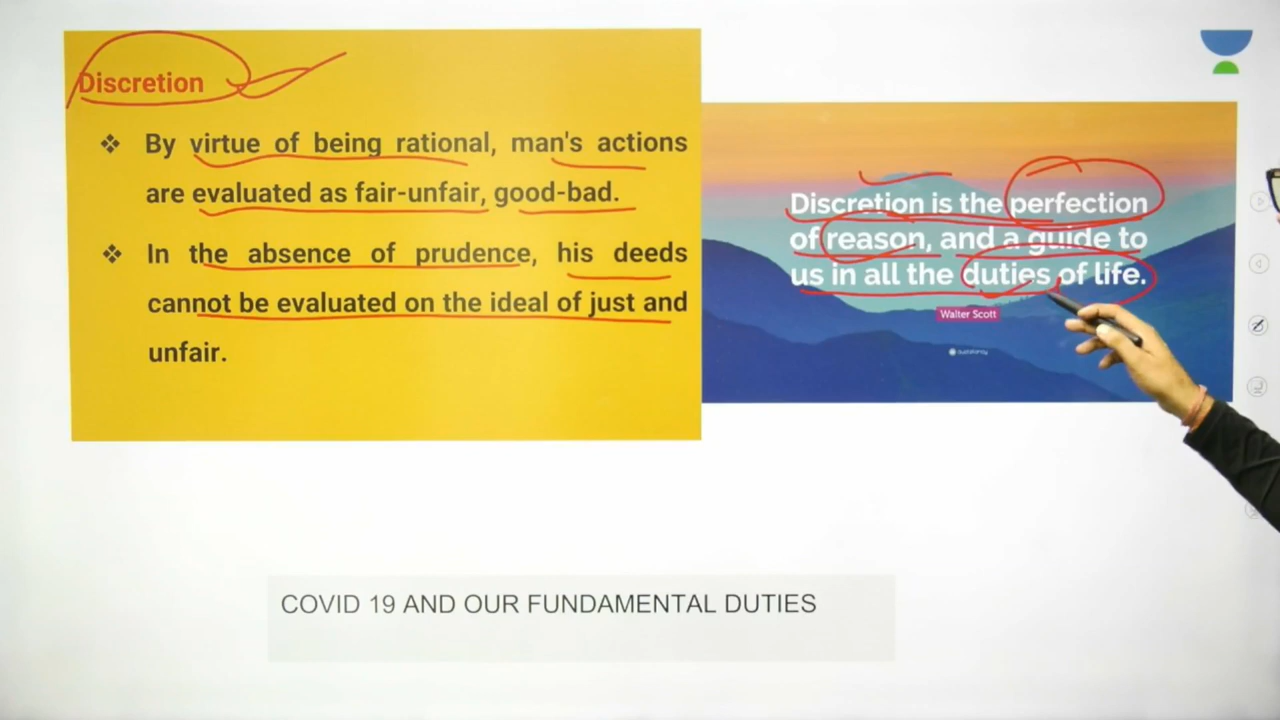 Discretion
❖ By virtue of being rational, man's actions
are evaluated as fair-unfair, good-bad.
❖ In the absence of prudence, his deeds
cannot be evaluated on the ideal of just and
unfair.
Discretion is the perfection
of reason, and a guide to
us in all the duties of life.
Walter Scott
COVID 19 AND OUR FUNDAMENTAL DUTIES